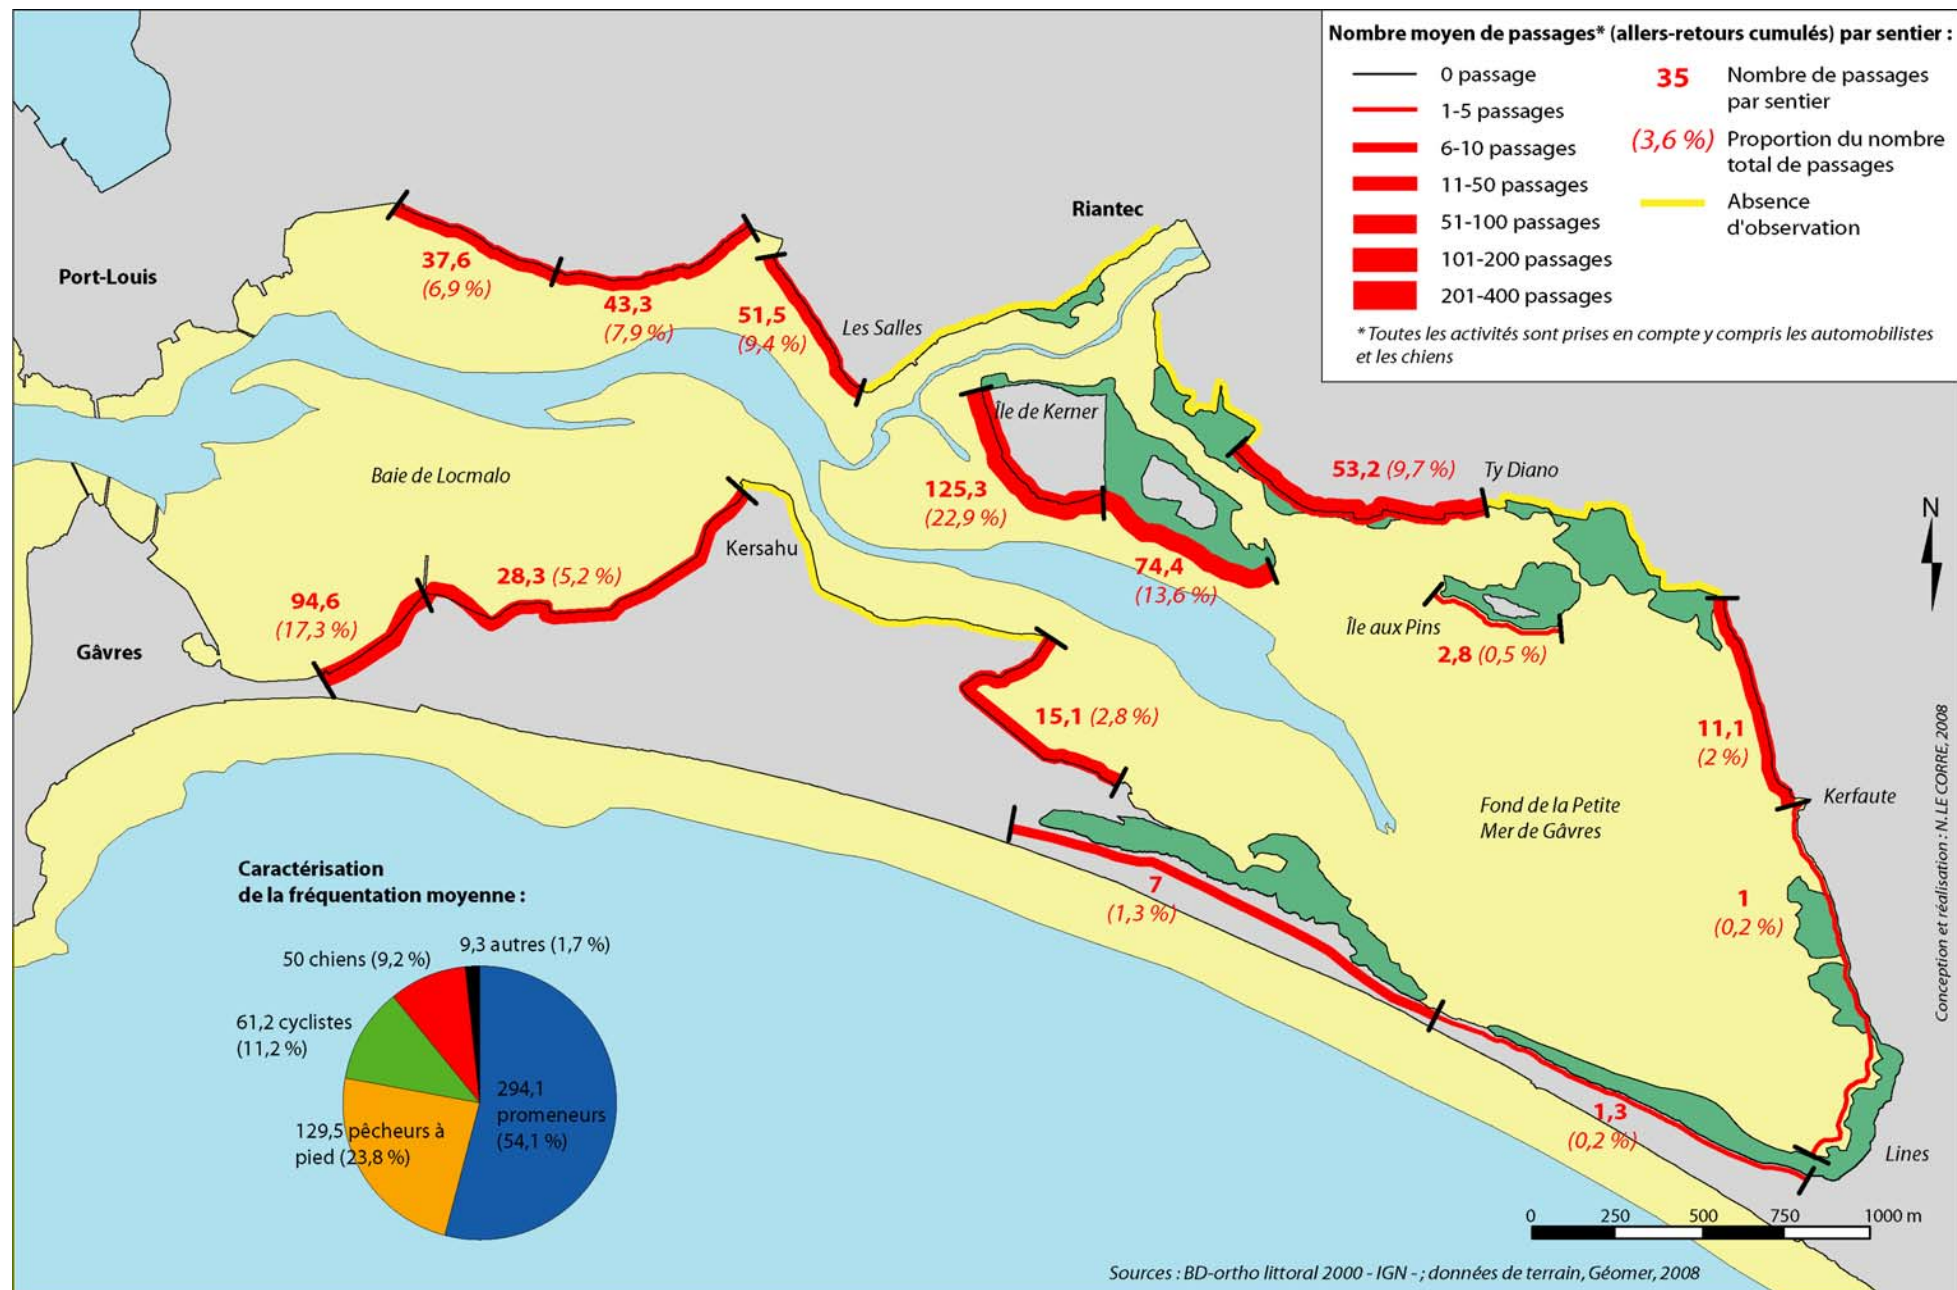 Nombre moyen de passages* (allers-retours cumulés) par sentier :
0 passage
1-5 passages
6-10 passages
11-50 passages
51-100 passages
101-200 passages
201-400 passages
35
Nombre de passages
par sentier
(3,6 %)
Proportion du nombre
total de passages
Absence
d'observation
*Toutes les activités sont prises en compte y compris les automobilistes
et les chiens
Riantec
Port-Louis
37,6
(6,9 %)
43,3
(7,9 %)
51,5
(9,4 %)
Les Salles
Île de Kerner
Baie de Locmalo
125,3
(22,9 %)
53,2 (9,7 %)
Ty Diano
N
Kersahu
28,3 (5,2 %)
74,4
(13,6 %)
94,6
(17,3 %)
Île aux Pins
2,8 (0,5 %)
Gâvres
15,1 (2,8 %)
11,1
(2 %)
Kerfaute
Fond de la Petite
Mer de Gâvres
7
(1,3 %)
1
(0,2 %)
1,3
(0,2 %)
Lines
Caractérisation
de la fréquentation moyenne :
9,3 autres (1,7 %)
50 chiens (9,2 %)
61,2 cyclistes
(11,2 %)
294,1
promeneurs
(54,1 %)
129,5 pêcheurs à
pied (23,8 %)
0 250 500 750 1000 m
Sources : BD-ortho littoral 2000 - IGN - ; données de terrain, Géomer, 2008
Conception et réalisation : N. LE CORRE, 2008